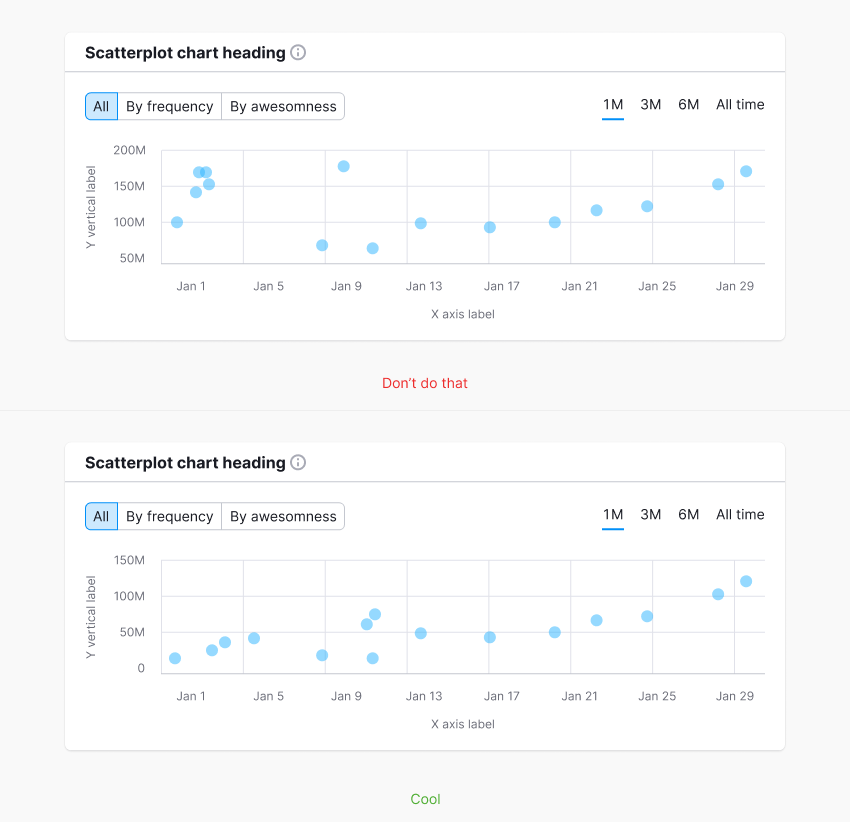 Scatterplot chart heading
All By frequency By awesomness 1M 3M 6M All time
200M
150M
100M
50M
Y vertical label
Jan 1 Jan 5 Jan 9 Jan 13 Jan 17 Jan 21 Jan 25 Jan 29
X axis label
Don't do that
Scatterplot chart heading
All By frequency By awesomness 1M 3M 6M All time
150M
100M
50M
0
Y vertical label
Jan 1 Jan 5 Jan 9 Jan 13 Jan 17 Jan 21 Jan 25 Jan 29
X axis label
Cool